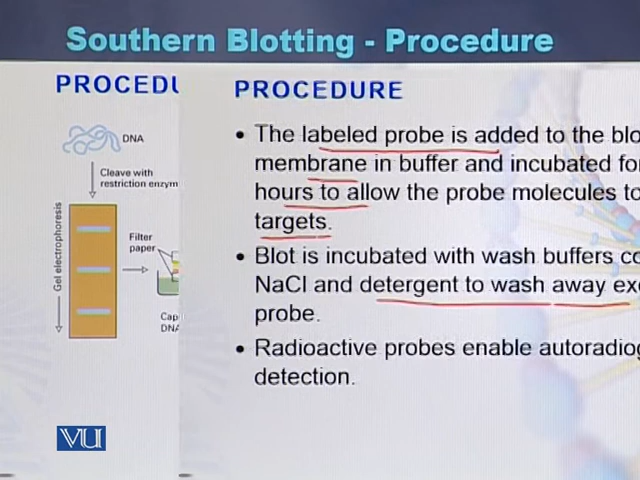 Southern Blotting - Procedure
PROCEDU
DNA
Cleave with
restriction enzym
Gel electrophoresis
Filter
paper
Cap
DNA
VU
PROCEDURE
• The labeled probe is added to the blo
membrane in buffer and incubated fo
hours to allow the probe molecules to
targets.
• Blot is incubated with wash buffers co
NaCl and detergent to wash away ex
probe.
• Radioactive probes enable autoradiog
detection.